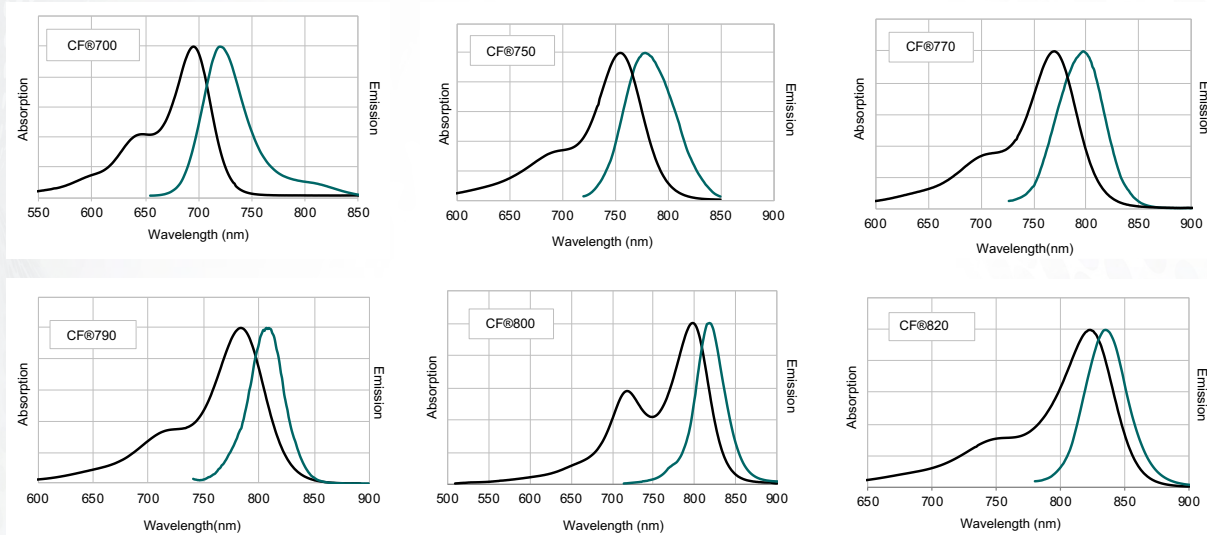 CF®700
Absorption
Emission
550 600 650 700 750 800 850
Wavelength (nm)
CF®750
Absorption
Emission
600 650 700 750 800 850 900
Wavelength (nm)
CF®770
Absorption
Emission
600 650 700 750 800 850 900
Wavelength(nm)
CF®790
Absorption
Emission
600 650 700 750 800 850 900
Wavelength(nm)
CF®800
Absorption
Emission
500 550 600 650 700 750 800 850 900
Wavelength (nm)
CF®820
Absorption
Emission
650 700 750 800 850 900
Wavelength (nm)